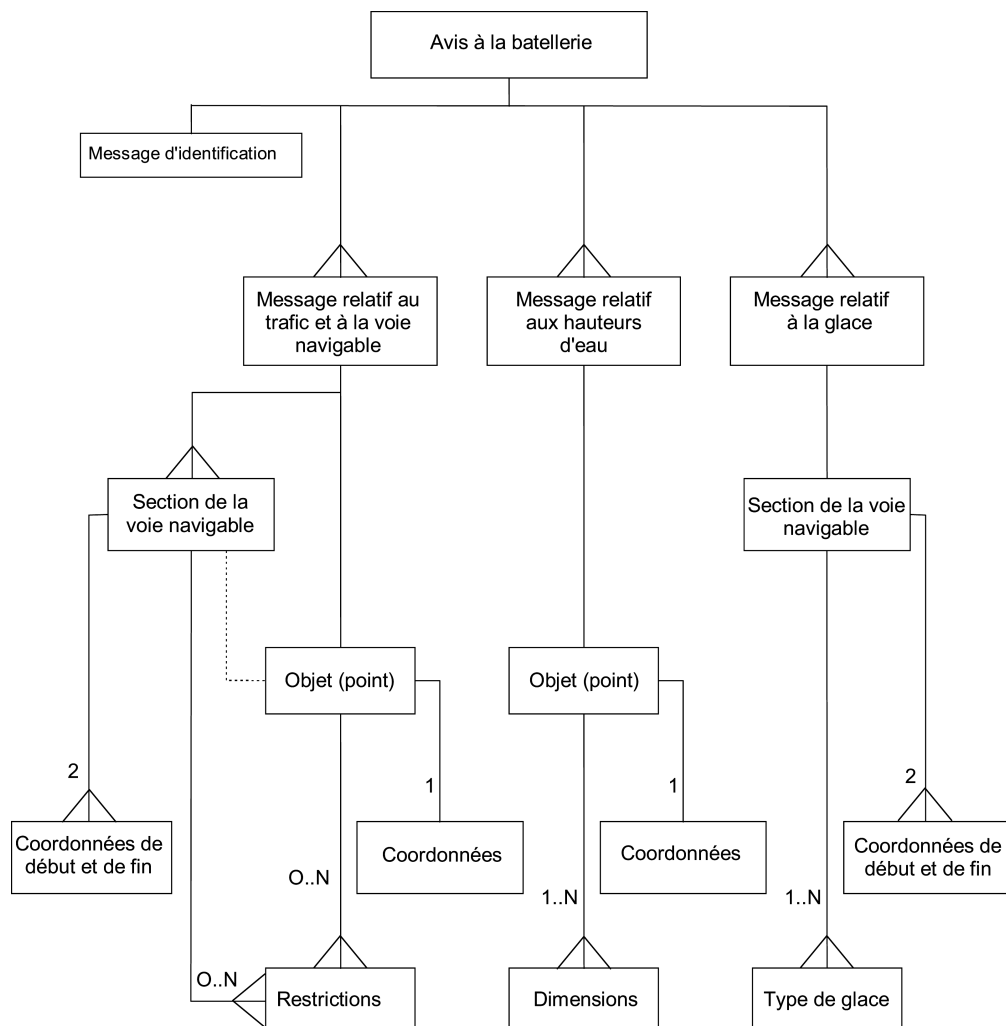 Avis à la batellerie
Message d'identification
Message relatif au
trafic et à la voie
navigable
Message relatif
aux hauteurs
d'eau
Message relatif
à la glace
Section de la
voie navigable
Section de la voie
navigable
Objet (point)
Objet (point)
2
1
1
2
Coordonnées de
début et de fin
Coordonnées
Coordonnées
Coordonnées de
début et de fin
O..N
1..N
1..N
O..N
Restrictions
Dimensions
Type de glace